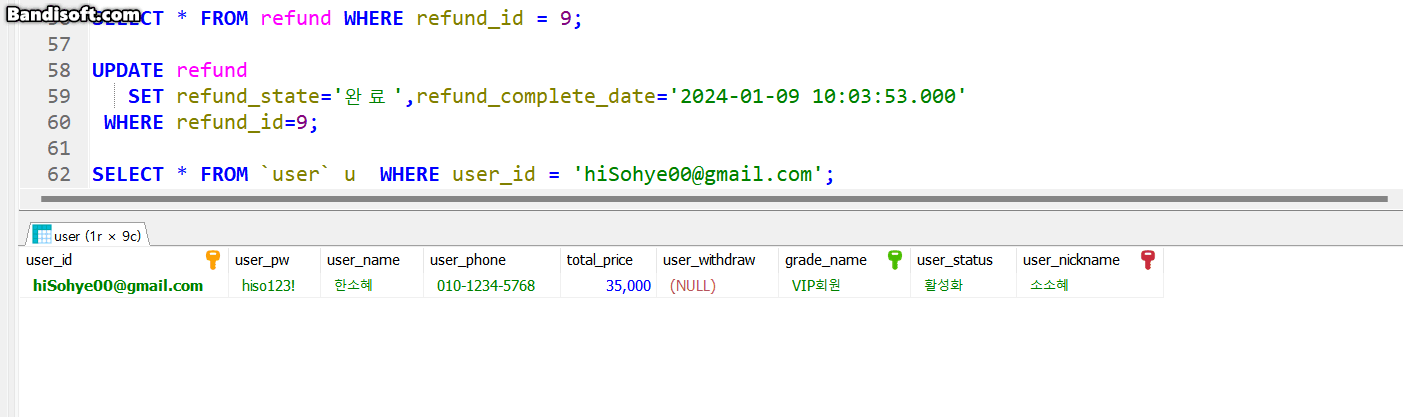 Bandisoft.com
56 SELECT * FROM refund WHERE refund_id = 9;
57
58 UPDATE refund
59 SET refund_state='완료',refund_complete_date='2024-01-09 10:03:53.000'
60 WHERE refund_id=9;
61
62 SELECT * FROM `user` u  WHERE user_id = 'hiSohye00@gmail.com';
user (1r × 9c)
user_id user_pw user_name user_phone total_price user_withdraw grade_name user_status user_nickname
hiSohye00@gmail.com hiso123! 한소혜 010-1234-5768 35,000 (NULL) VIP회원 활성화 소소혜